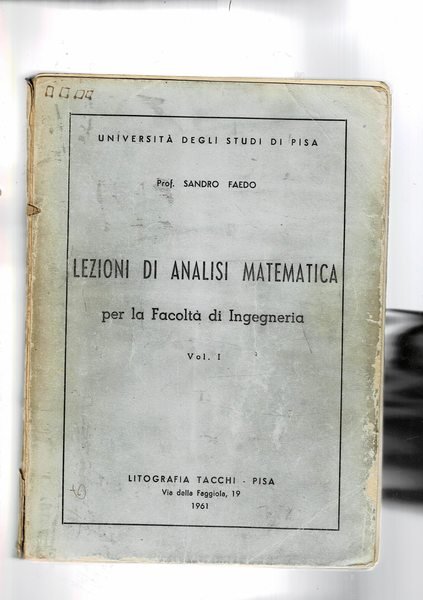 UNIVERSITÀ DEGLI STUDI DI PISA
Prof. SANDRO FAEDO
LEZIONI DI ANALISI MATEMATICA
per la Facoltà di Ingegneria
Vol. I
LITOGRAFIA TACCHI - PISA
Via della Faggiola, 19
1961